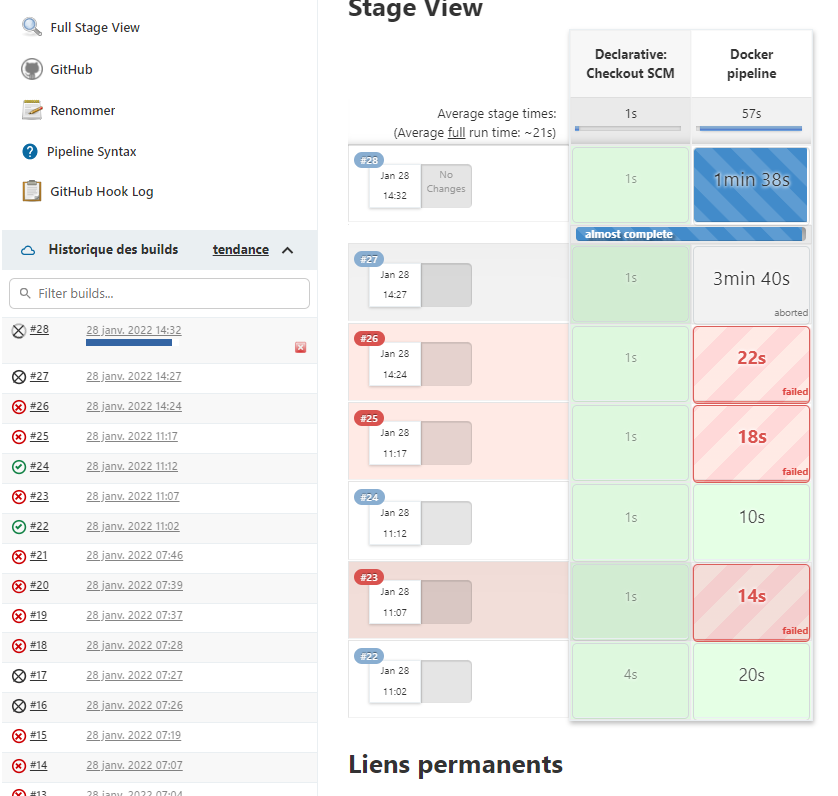 Full Stage View
GitHub
Renommer
Pipeline Syntax
GitHub Hook Log
Historique des builds tendance
Filter builds...
#28 28 janv. 2022 14:32
#27 28 janv. 2022 14:27
#26 28 janv. 2022 14:24
#25 28 janv. 2022 11:17
#24 28 janv. 2022 11:12
#23 28 janv. 2022 11:07
#22 28 janv. 2022 11:02
#21 28 janv. 2022 07:46
#20 28 janv. 2022 07:39
#19 28 janv. 2022 07:37
#18 28 janv. 2022 07:28
#17 28 janv. 2022 07:27
#16 28 janv. 2022 07:26
#15 28 janv. 2022 07:19
#14 28 janv. 2022 07:07
#13 28 janv. 2022 07:04
Stage View
Declarative:
Checkout SCM
Docker
pipeline
Average stage times:
(Average full run time: ~21s)
1s
57s
#28
Jan 28
14:32
No
Changes
1s
1min 38s
almost complete
#27
Jan 28
14:27
1s
3min 40s
aborted
#26
Jan 28
14:24
1s
22s
failed
#25
Jan 28
11:17
1s
18s
failed
#24
Jan 28
11:12
1s
10s
#23
Jan 28
11:07
1s
14s
failed
#22
Jan 28
11:02
4s
20s
Liens permanents